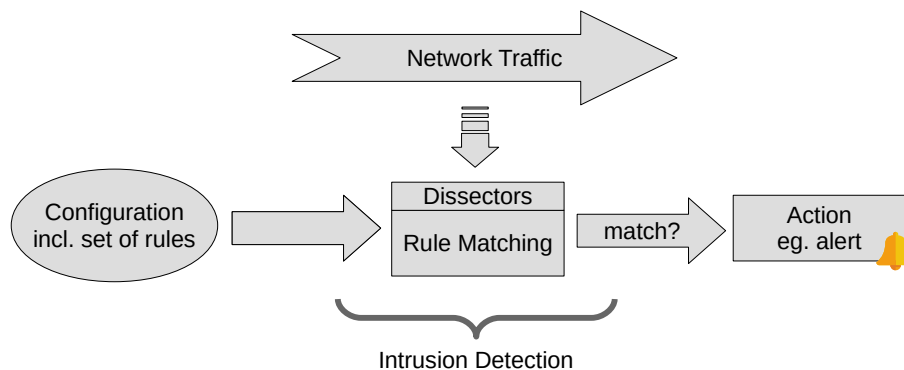 Network Traffic
Configuration
incl. set of rules
Dissectors
Rule Matching
match?
Action
eg. alert
Intrusion Detection